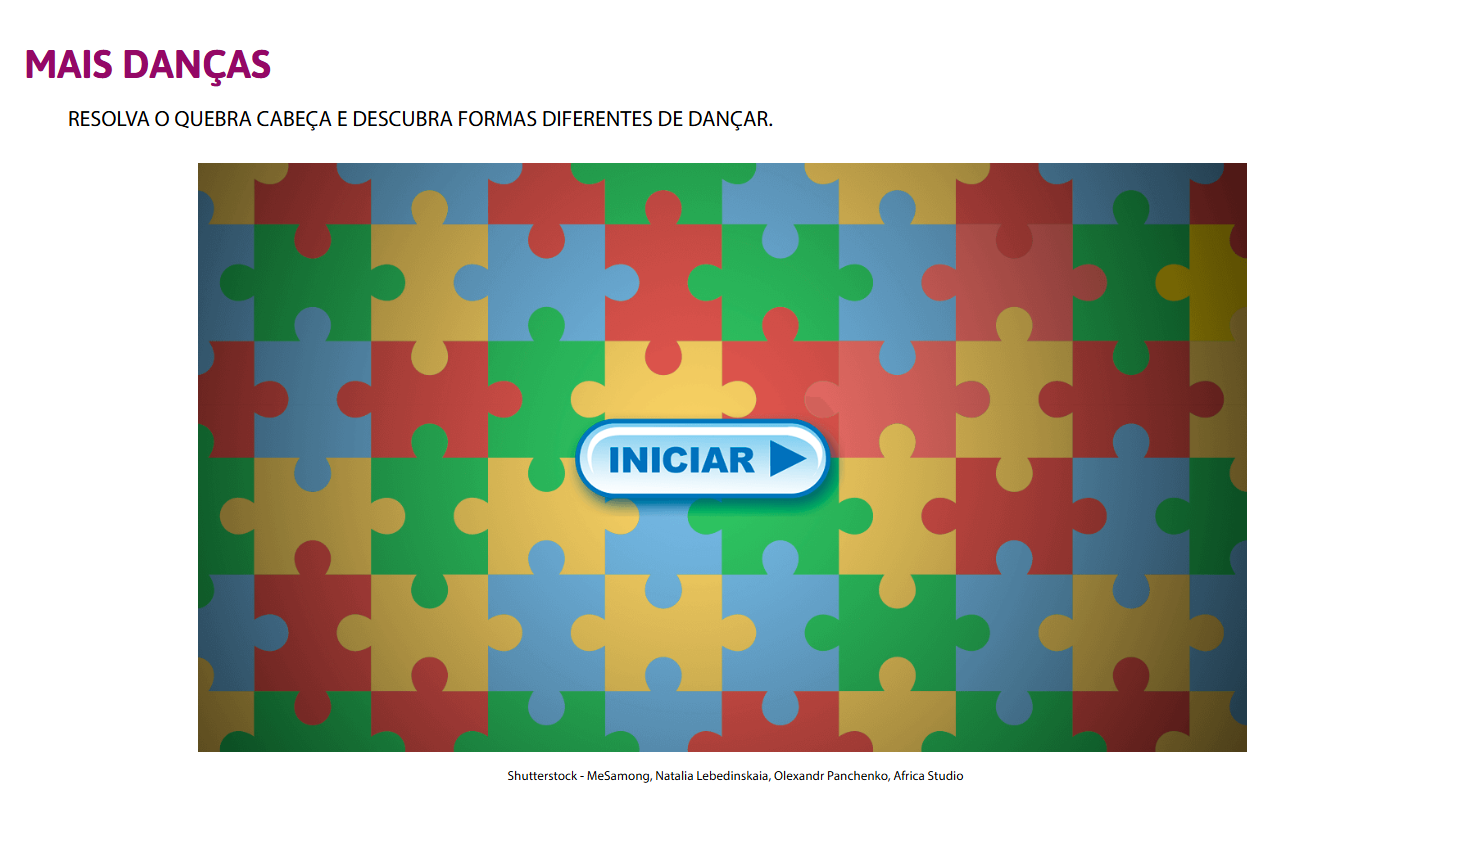 MAIS DANÇAS
RESOLVA O QUEBRA CABEÇA E DESCUBRA FORMAS DIFERENTES DE DANÇAR.
INICIAR
Shutterstock - MeSamong, Natalia Lebedinskaia, Olexandr Panchenko, Africa Studio